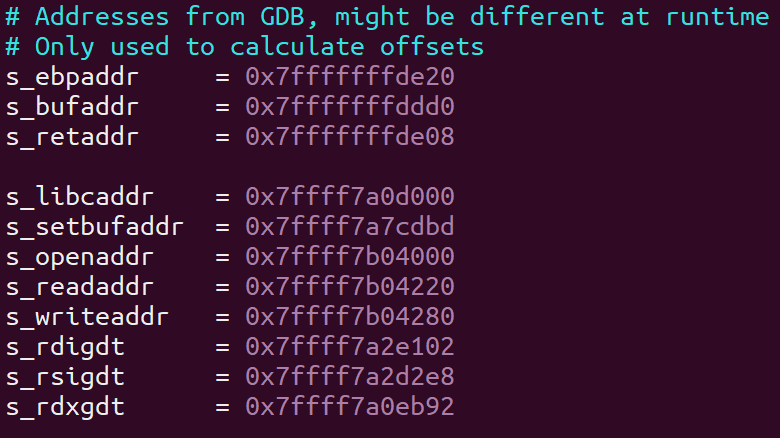 # Addresses from GDB, might be different at runtime
# Only used to calculate offsets
s_ebpaddr = 0x7fffffffde20
s_bufaddr = 0x7fffffffddd0
s_retaddr = 0x7fffffffde08
s_libcaddr = 0x7ffff7a0d000
s_setbufaddr = 0x7ffff7a7cdbd
s_openaddr = 0x7ffff7b04000
s_readaddr = 0x7ffff7b04220
s_writeaddr = 0x7ffff7b04280
s_rdigdt = 0x7ffff7a2e102
s_rsigdt = 0x7ffff7a2d2e8
s_rdxgdt = 0x7ffff7a0eb92